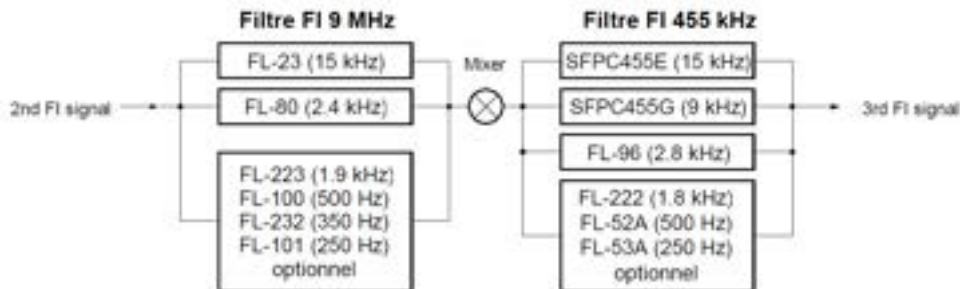 Filtre FI 9 MHz
Filtre FI 455 kHz
FL-23 (15 kHz)
Mixer
SFPC455E (15 kHz)
2nd FI signal
FL-80 (2.4 kHz)
SFPC455G (9 kHz)
3rd FI signal
FL-96 (2.8 kHz)
FL-223 (1.9 kHz)
FL-100 (500 Hz)
FL-232 (350 Hz)
FL-101 (250 Hz)
optionnel
FL-222 (1.8 kHz)
FL-52A (500 Hz)
FL-53A (250 Hz)
optionnel